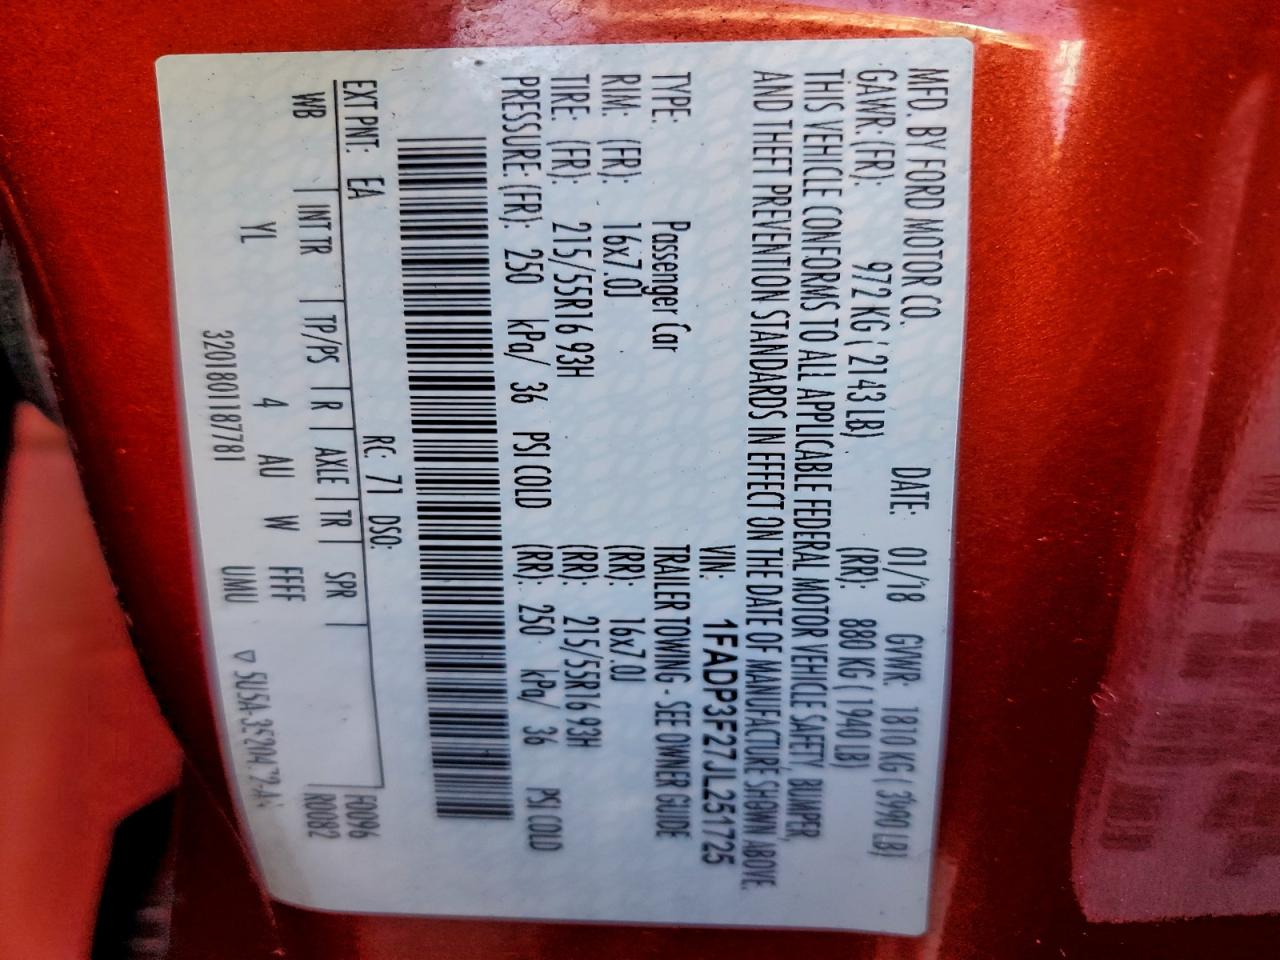 MFD. BY FORD MOTOR CO.
DATE: 01/18 GVWR: 1810 KG ( 3990 LB)
GAWR: (FR): 972 KG ( 2143 LB) (RR): 880 KG ( 1940 LB)
THIS VEHICLE CONFORMS TO ALL APPLICABLE FEDERAL MOTOR VEHICLE SAFETY, BUMPER,
AND THEFT PREVENTION STANDARDS IN EFFECT ON THE DATE OF MANUFACTURE SHOWN ABOVE.
VIN: 1FADP3F27JL251725
TYPE: Passenger Car TRAILER TOWING - SEE OWNER GUIDE
RIM: (FR): 16x7.0J (RR): 16x7.0J
TIRE: (FR): 215/55R16 93H (RR): 215/55R16 93H
PRESSURE: (FR): 250 kPa/ 36 PSI COLD (RR): 250 kPa/ 36 PSI COLD
RC: 71 DSO:
EXT PNT: EA
WB | INT TR | TP/PS | R | AXLE | TR | SPR |
R0082
YL 4 AU W FFFF
320180118778I UMU